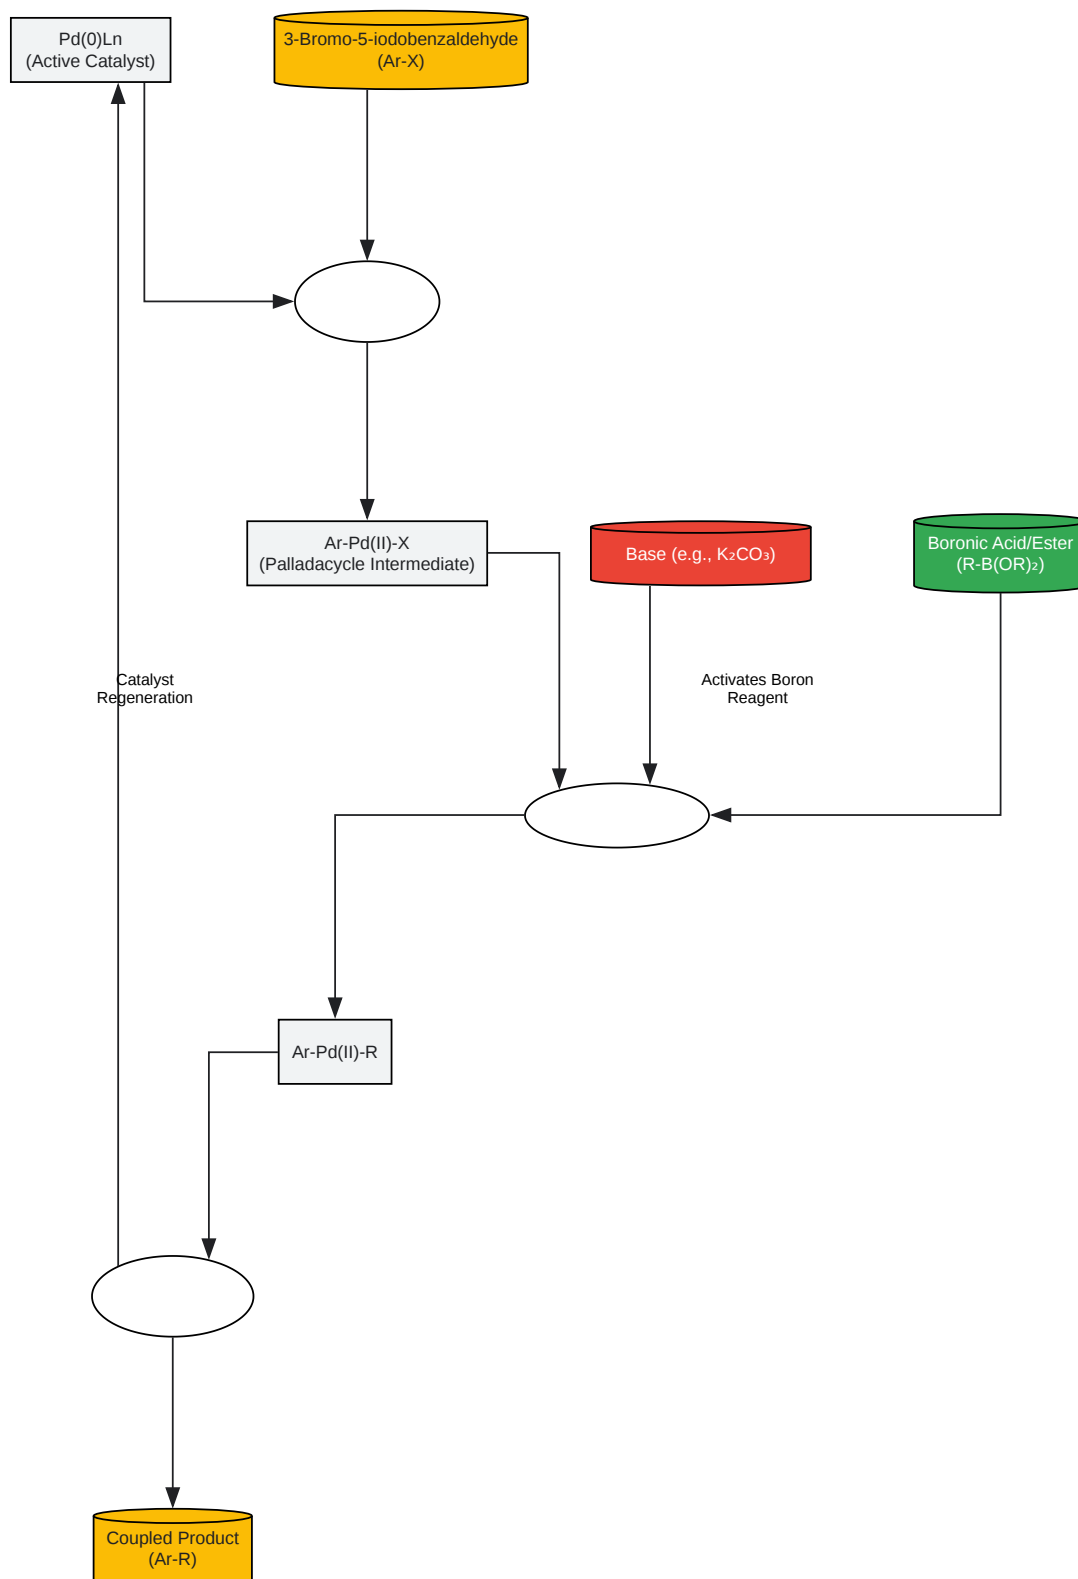 Pd(0)Ln
(Active Catalyst)
3-Bromo-5-iodobenzaldehyde
(Ar-X)
Ar-Pd(II)-X
(Palladacycle Intermediate)
Base (e.g., K₂CO₃)
Boronic Acid/Ester
(R-B(OR)₂)
Catalyst
Regeneration
Activates Boron
Reagent
Ar-Pd(II)-R
Coupled Product
(Ar-R)